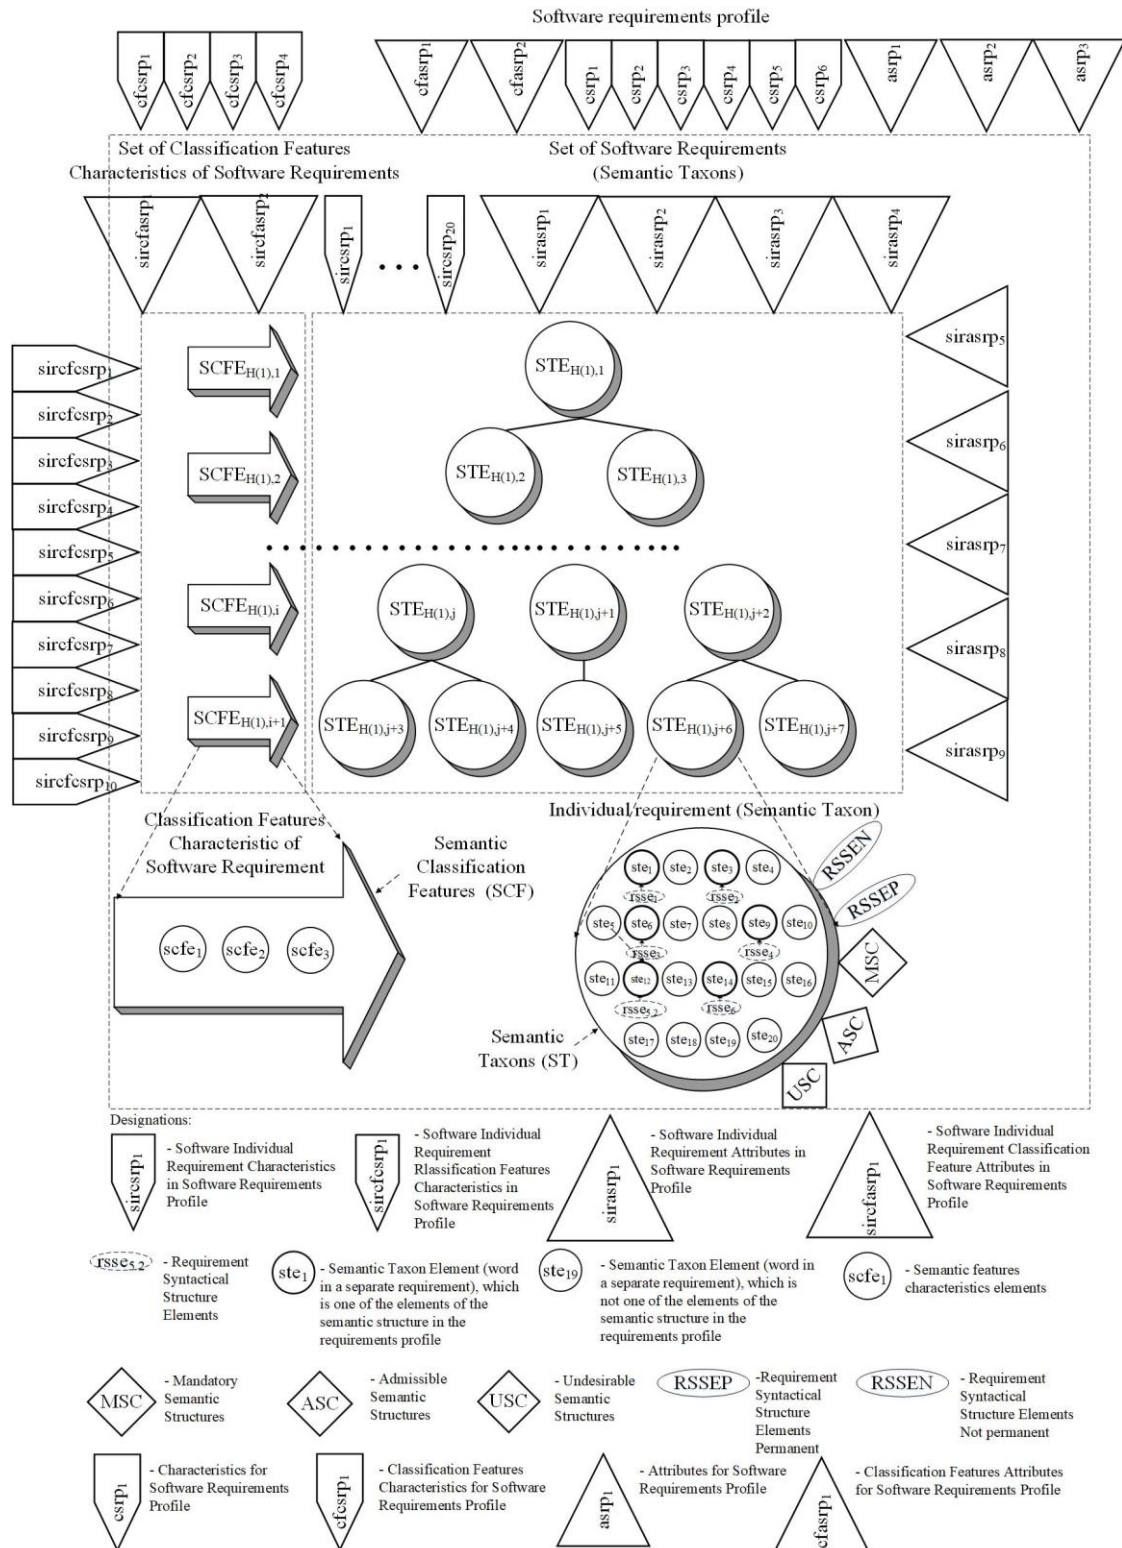 Software requirements profile
cfcsrp1
cfcsrp2
cfcsrp3
cfcsrp4
cfasrp1
cfasrp2
csrp1
csrp2
csrp3
csrp4
csrp5
csrp6
asrp1
asrp2
asrp3
Set of Classification Features
Characteristics of Software Requirements
Set of Software Requirements
(Semantic Taxons)
sircfasrp1
sircfasrp2
sircsrp1
...
sircsrp20
sirasrp1
sirasrp2
sirasrp3
sirasrp4
sircfcsrp1
sircfcsrp2
sircfcsrp3
sircfcsrp4
sircfcsrp5
sircfcsrp6
sircfcsrp7
sircfcsrp8
sircfcsrp9
sircfcsrp10
SCFEH(1),1
SCFEH(1),2
SCFEH(1),i
SCFEH(1),i+1
STEH(1),1
STEH(1),2
STEH(1),3
STEH(1),j
STEH(1),j+1
STEH(1),j+2
STEH(1),j+3
STEH(1),j+4
STEH(1),j+5
STEH(1),j+6
STEH(1),j+7
sirasrp5
sirasrp6
sirasrp7
sirasrp8
sirasrp9
Classification Features
Characteristic of
Software Requirement
Semantic
Classification
Features (SCF)
scfe1
scfe2
scfe3
Individual requirement (Semantic Taxon)
ste1
ste2
ste3
ste4
rsse1
rsse2
ste5
ste6
ste7
ste8
ste9
ste10
rsse3
rsse4
ste11
ste12
ste13
ste14
ste15
ste16
rsse5,2
rsse6
ste17
ste18
ste19
ste20
RSSEN
RSSEP
MSC
ASC
USC
Semantic
Taxons (ST)
Designations:
sircsrp1
- Software Individual
Requirement Characteristics
in Software Requirements
Profile
sircfcsrp1
- Software Individual
Requirement
Rlassification Features
Characteristics in
Software Requirements
Profile
sirasrp1
- Software Individual
Requirement Attributes in
Software Requirements
Profile
sircfasrp1
- Software Individual
Requirement Classification
Feature Attributes in
Software Requirements
Profile
rsse5,2
- Requirement
Syntactical
Structure
Elements
ste1
- Semantic Taxon Element (word
in a separate requirement), which
is one of the elements of the
semantic structure in the
requirements profile
ste19
- Semantic Taxon Element (word
in a separate requirement), which is
not one of the elements of the
semantic structure in the
requirements profile
scfe1
- Semantic features
characteristics elements
MSC
- Mandatory
Semantic
Structures
ASC
- Admissible
Semantic
Structures
USC
- Undesirable
Semantic
Structures
RSSEP
-Requirement
Syntactical
Structure
Elements
Permanent
RSSEN
- Requirement
Syntactical
Structure Elements
Not permanent
csrp1
- Characteristics for
Software Requirements
Profile
cfcsrp1
- Classification Features
Characteristics for Software
Requirements Profile
asrp1
- Attributes for Software
Requirements Profile
cfasrp1
- Classification Features Attributes
for Software Requirements Profile